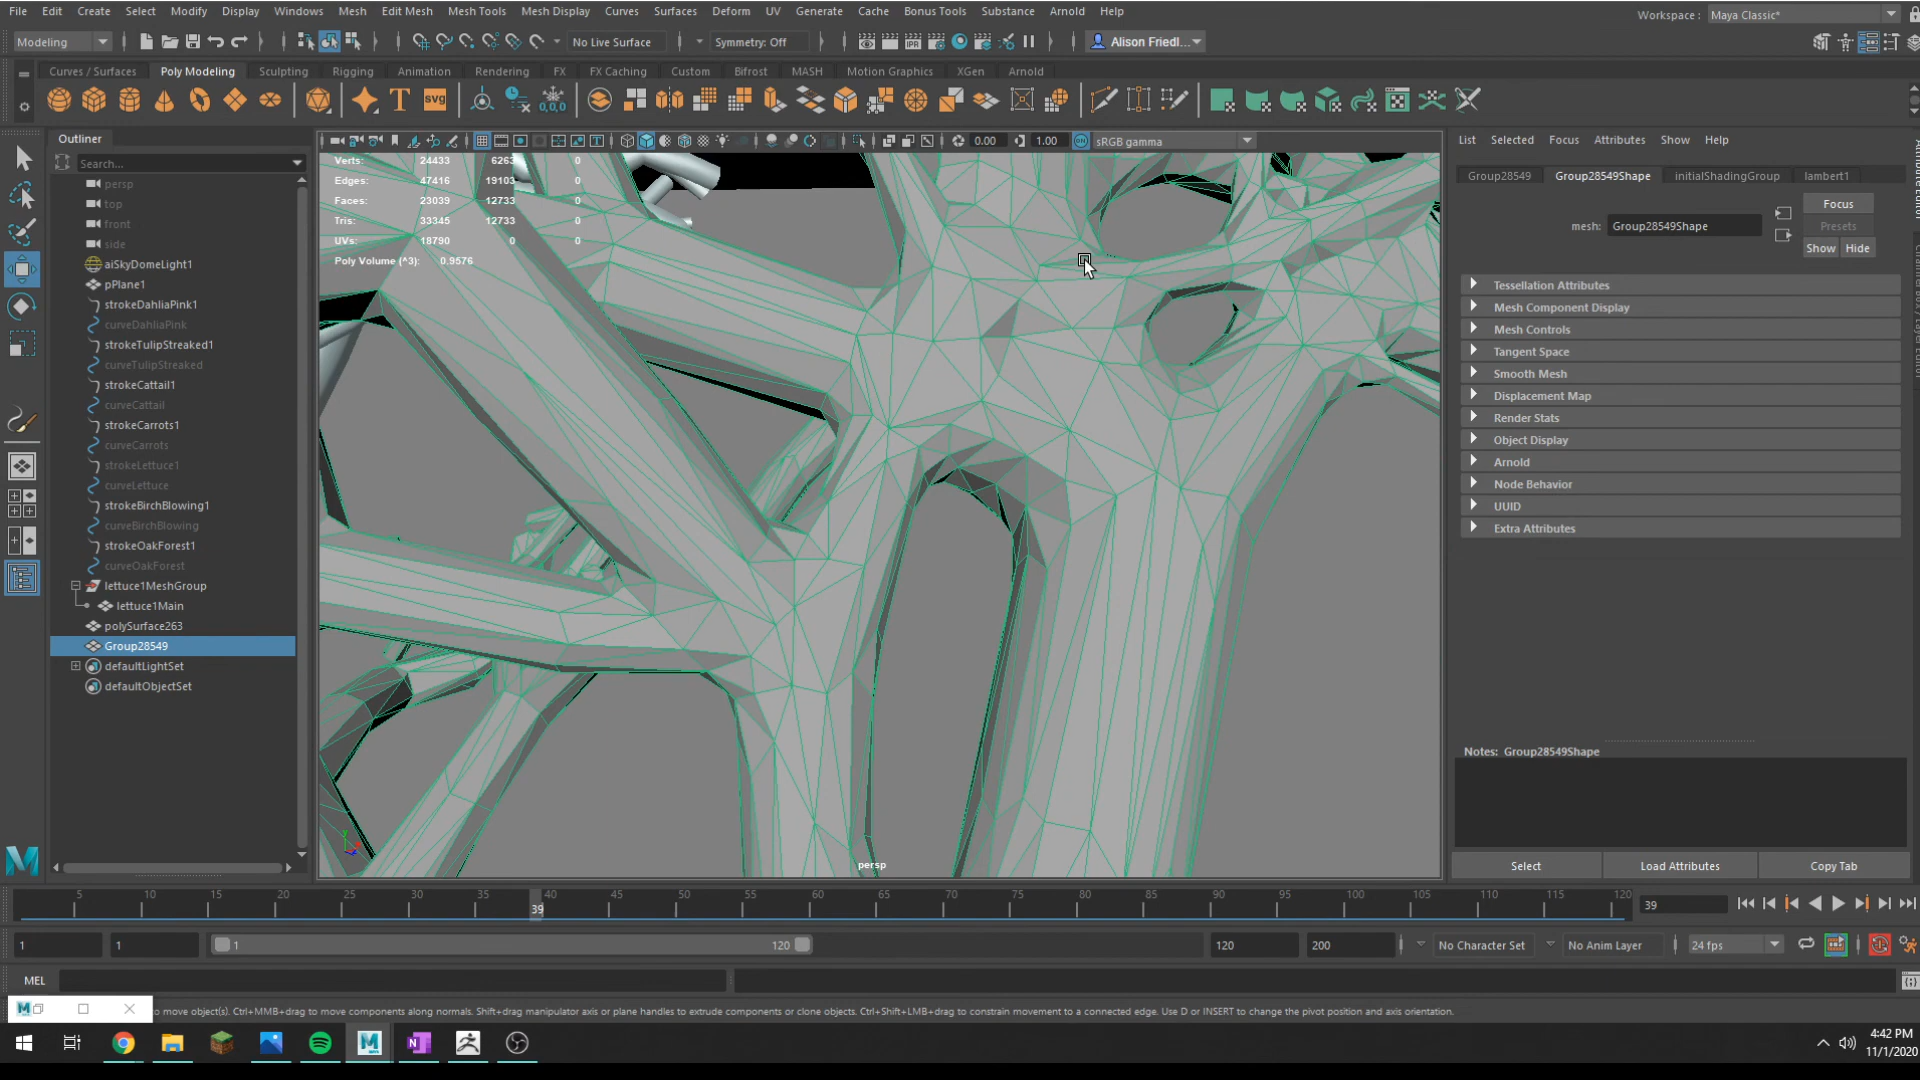 File Edit Create Select Modify Display Windows Mesh Edit Mesh Mesh Tools Mesh Display Curves Surfaces Deform UV Generate Cache Bonus Tools Substance Arnold Help
Workspace : Maya Classic*
Modeling No Live Surface Symmetry: Off Alison Friedl...
Curves / Surfaces Poly Modeling Sculpting Rigging Animation Rendering FX FX Caching Custom Bifrost MASH Motion Graphics XGen Arnold
SVG 0,0,0
Outliner
Search...
persp
top
front
side
aiSkyDomeLight1
pPlane1
strokeDahliaPink1
curveDahliaPink
strokeTulipStreaked1
curveTulipStreaked
strokeCattail1
curveCattail
strokeCarrots1
curveCarrots
strokeLettuce1
curveLettuce
strokeBirchBlowing1
curveBirchBlowing
strokeOakForest1
curveOakForest
lettuce1MeshGroup
lettuce1Main
polySurface263
Group28549
defaultLightSet
defaultObjectSet
0.00 1.00 sRGB gamma
Verts: 24433 6263 0
Edges: 47416 19103 0
Faces: 23039 12733 0
Tris: 33345 12733 0
UVs: 18790 0 0
Poly Volume (^3): 0.9576
persp
List Selected Focus Attributes Show Help
Group28549 Group28549Shape initialShadingGroup lambert1
Focus
mesh: Group28549Shape Presets
Show Hide
Tessellation Attributes
Mesh Component Display
Mesh Controls
Tangent Space
Smooth Mesh
Displacement Map
Render Stats
Object Display
Arnold
Node Behavior
UUID
Extra Attributes
Notes: Group28549Shape
Select Load Attributes Copy Tab
5 10 15 20 25 30 35 40 45 50 55 60 65 70 75 80 85 90 95 100 105 110 115 120
39 39
1 1 1 120 120 200 No Character Set No Anim Layer 24 fps
MEL
to move object(s). Ctrl+MMB+drag to move components along normals. Shift+drag manipulator axis or plane handles to extrude components or clone objects. Ctrl+Shift+LMB+drag to constrain movement to a connected edge. Use D or INSERT to change the pivot position and axis orientation.
4:42 PM
11/1/2020